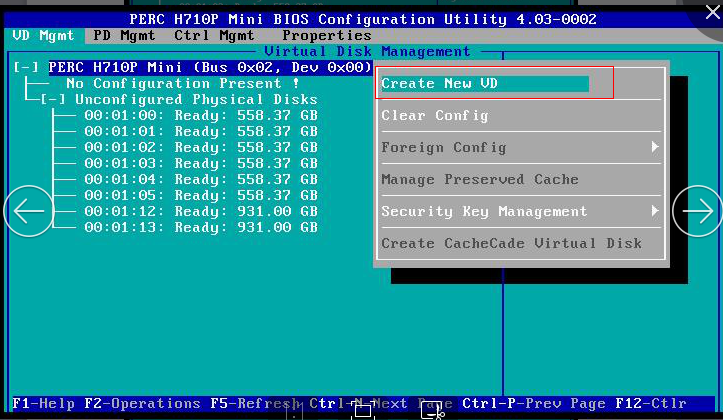 PERC H710P Mini BIOS Configuration Utility 4.03-0002
VD Mgmt PD Mgmt Ctrl Mgmt Properties
Virtual Disk Management
[-] PERC H710P Mini (Bus 0x02, Dev 0x00)
No Configuration Present !
[-] Unconfigured Physical Disks
00:01:00: Ready: 558.37 GB
00:01:01: Ready: 558.37 GB
00:01:02: Ready: 558.37 GB
00:01:03: Ready: 558.37 GB
00:01:04: Ready: 558.37 GB
00:01:05: Ready: 558.37 GB
00:01:12: Ready: 931.00 GB
00:01:13: Ready: 931.00 GB
Create New VD
Clear Config
Foreign Config
Manage Preserved Cache
Security Key Management
Create CacheCade Virtual Disk
F1-Help F2-Operations F5-Refresh Ctrl-N-Next Page Ctrl-P-Prev Page F12-Ctlr